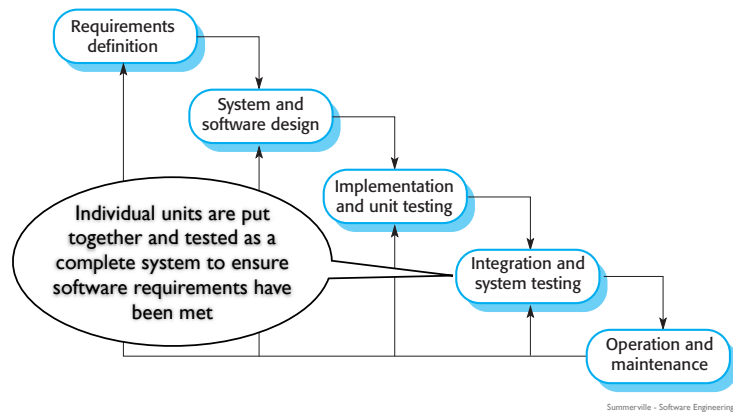 Requirements
definition
System and
software design
Implementation
and unit testing
Individual units are put
together and tested as a
complete system to ensure
software requirements have
been met
Integration and
system testing
Operation and
maintenance
Summerville - Software Engineering